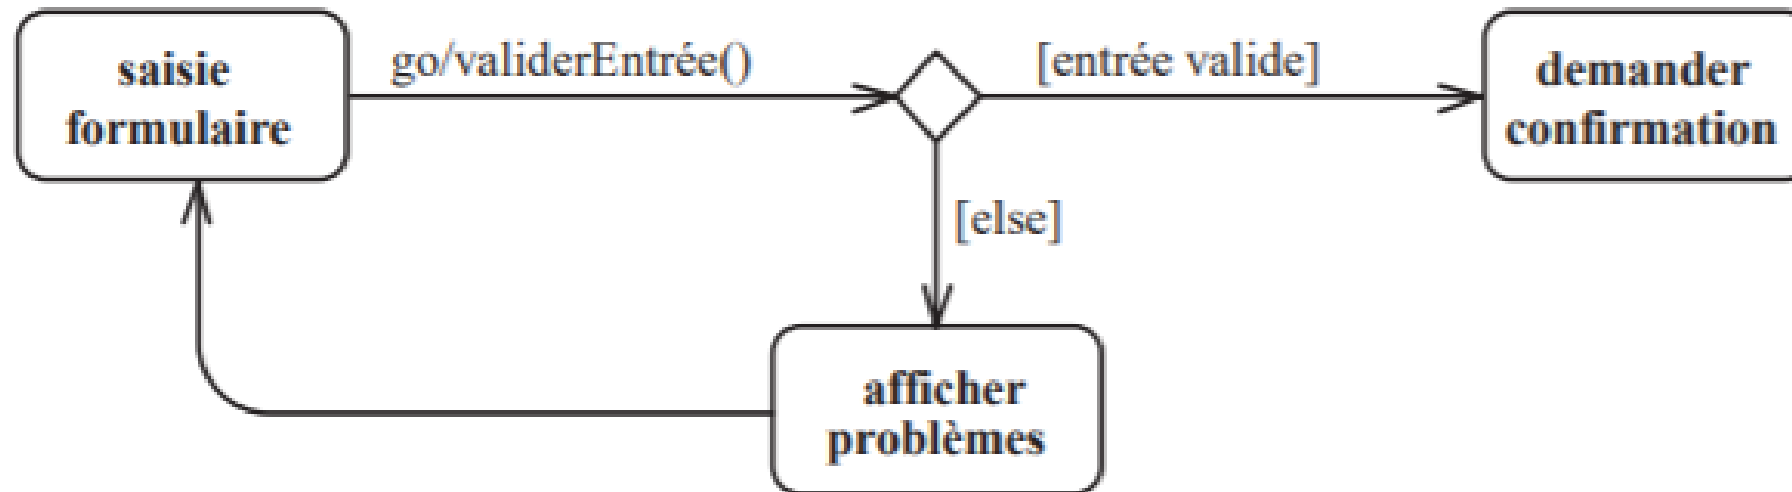 saisie
formulaire
go/validerEntrée()
[entrée valide]
demander
confirmation
[else]
afficher
problèmes